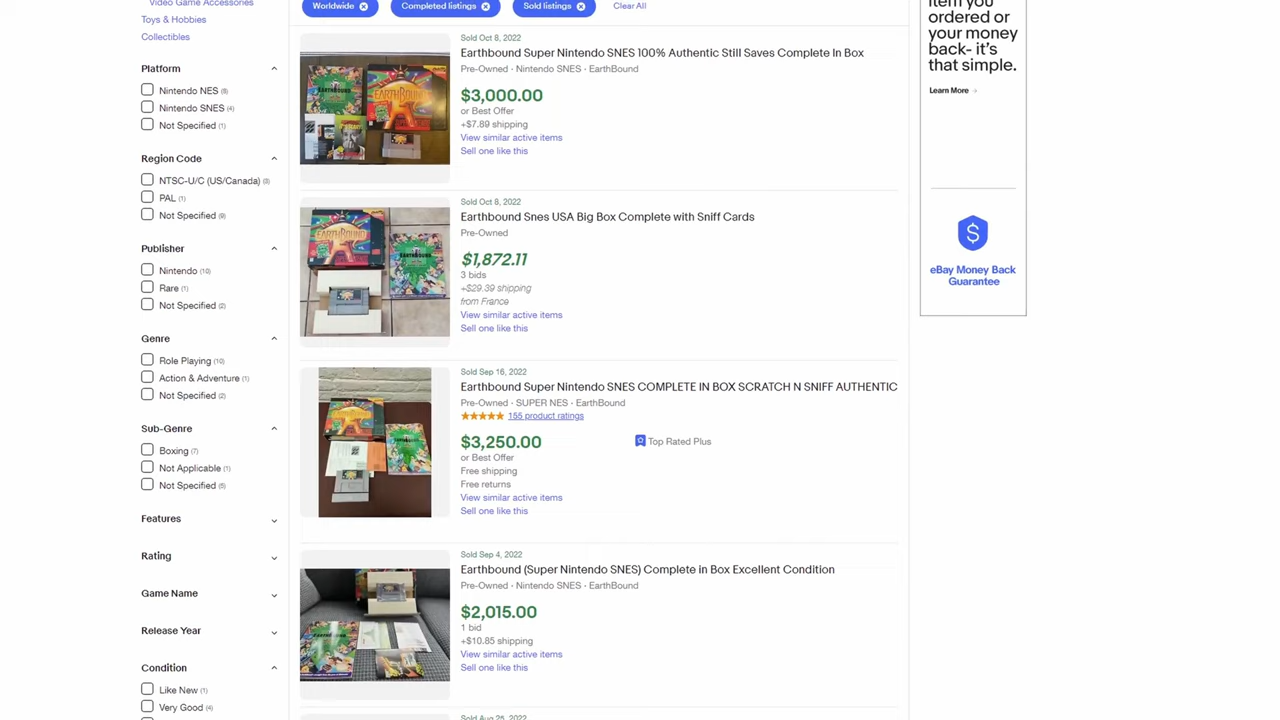 Video Game Accessories
Toys & Hobbies
Collectibles
Platform
Nintendo NES (8)
Nintendo SNES (4)
Not Specified (1)
Region Code
NTSC-U/C (US/Canada) (8)
PAL (1)
Not Specified (9)
Publisher
Nintendo (10)
Rare (1)
Not Specified (2)
Genre
Role Playing (10)
Action & Adventure (1)
Not Specified (2)
Sub-Genre
Boxing (7)
Not Applicable (1)
Not Specified (5)
Features
Rating
Game Name
Release Year
Condition
Like New (1)
Very Good (4)
Worldwide
Completed listings
Sold listings
Clear All
Sold Oct 8, 2022
Earthbound Super Nintendo SNES 100% Authentic Still Saves Complete In Box
Pre-Owned · Nintendo SNES · EarthBound
$3,000.00
or Best Offer
+$7.89 shipping
View similar active items
Sell one like this
Sold Oct 8, 2022
Earthbound Snes USA Big Box Complete with Sniff Cards
Pre-Owned
$1,872.11
3 bids
+$29.39 shipping
from France
View similar active items
Sell one like this
Sold Sep 16, 2022
Earthbound Super Nintendo SNES COMPLETE IN BOX SCRATCH N SNIFF AUTHENTIC
Pre-Owned · SUPER NES · EarthBound
155 product ratings
$3,250.00
Top Rated Plus
or Best Offer
Free shipping
Free returns
View similar active items
Sell one like this
Sold Sep 4, 2022
Earthbound (Super Nintendo SNES) Complete in Box Excellent Condition
Pre-Owned · Nintendo SNES · EarthBound
$2,015.00
1 bid
+$10.85 shipping
View similar active items
Sell one like this
Sold Aug 25, 2022
item you
ordered or
your money
back- it's
that simple.
Learn More
$
eBay Money Back
Guarantee
EARTHBOUND
EARTHBOUND
EARTHBOUND
EARTHBOUND